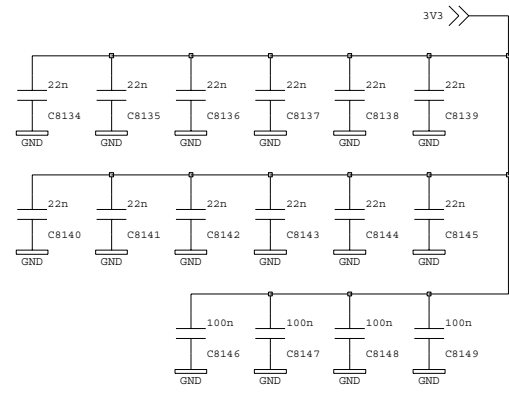 3V3
22n 22n 22n 22n 22n 22n
C8134 C8135 C8136 C8137 C8138 C8139
GND GND GND GND GND GND
22n 22n 22n 22n 22n 22n
C8140 C8141 C8142 C8143 C8144 C8145
GND GND GND GND GND GND
100n 100n 100n 100n
C8146 C8147 C8148 C8149
GND GND GND GND